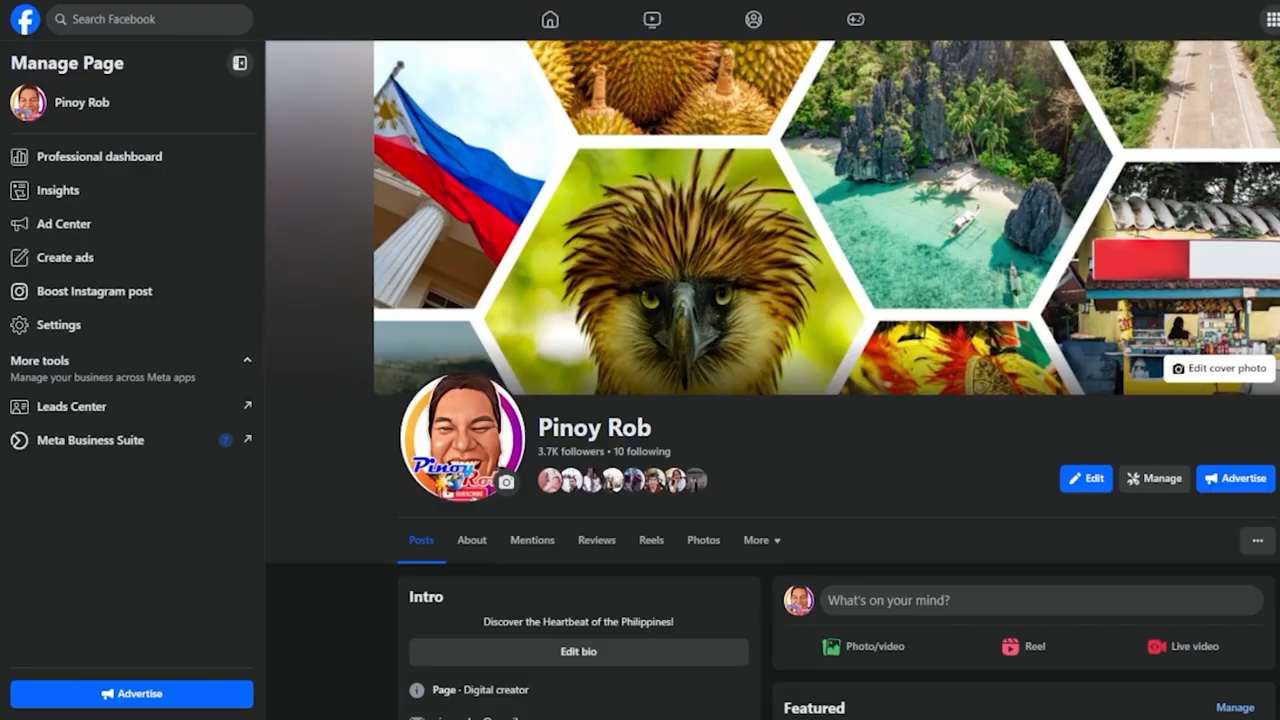 Search Facebook
Manage Page
Pinoy Rob
Professional dashboard
Insights
Ad Center
Create ads
Boost Instagram post
Settings
More tools
Manage your business across Meta apps
Leads Center
Meta Business Suite
Advertise
Edit cover photo
Pinoy Rob
3.7K followers • 10 following
Pinoy
Rob
SUBSCRIBE
Edit
Manage
Advertise
Posts
About
Mentions
Reviews
Reels
Photos
More
Intro
Discover the Heartbeat of the Philippines!
Edit bio
Page · Digital creator
What's on your mind?
Photo/video
Reel
Live video
Featured
Manage